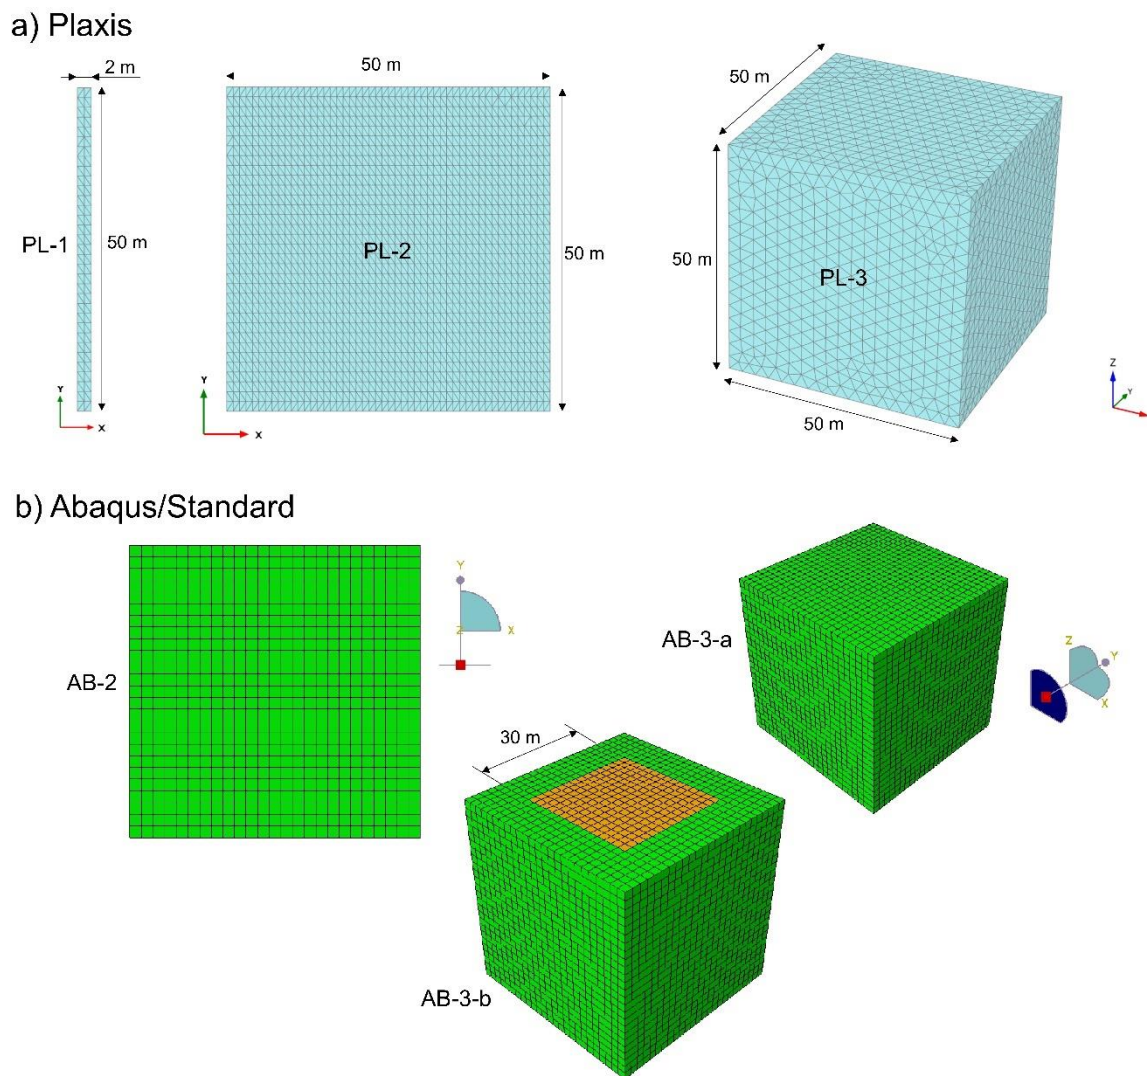 a) Plaxis
2 m
50 m
50 m
PL-1
50 m
PL-2
50 m
50 m
PL-3
50 m
Y
X
Y
X
Z
Y
b) Abaqus/Standard
AB-2
Y
Z
X
AB-3-a
Z
Y
X
30 m
AB-3-b